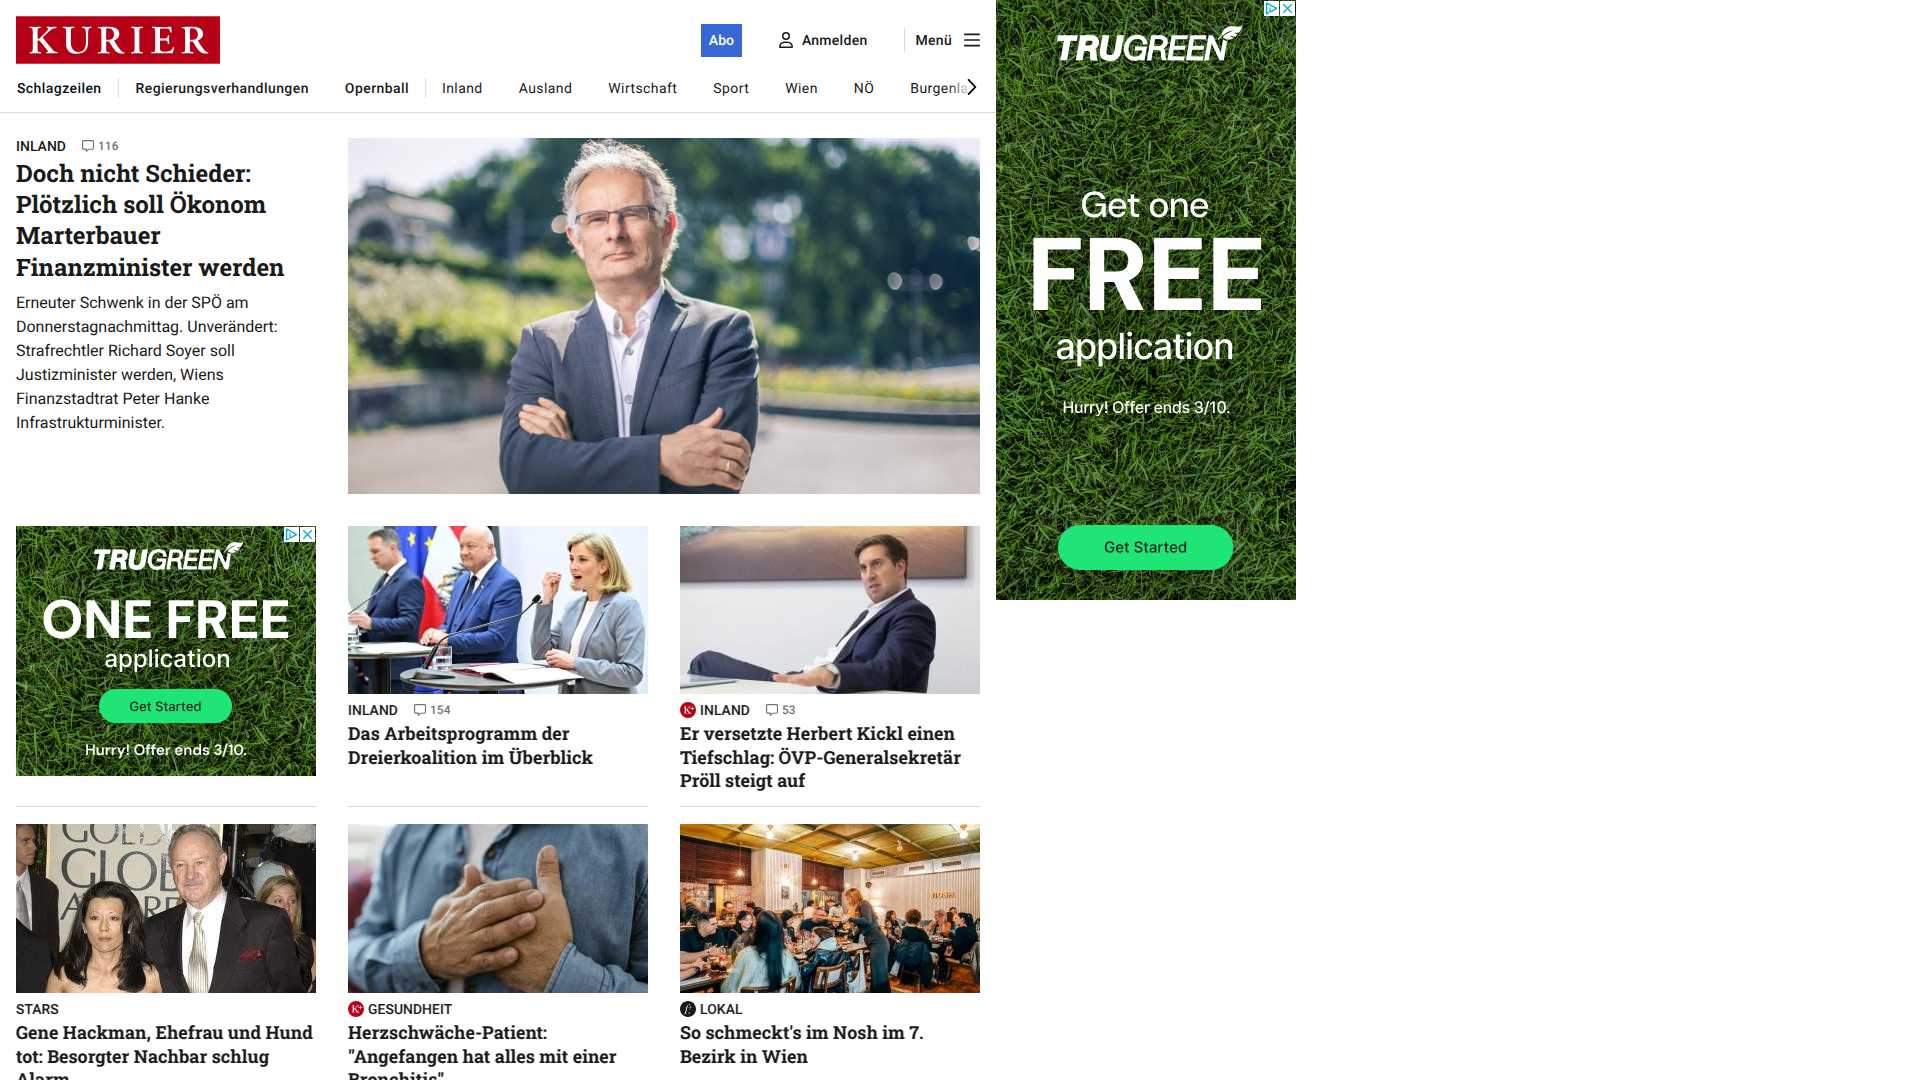 KURIER
Abo
Anmelden
Menü
Schlagzeilen
Regierungsverhandlungen
Opernball
Inland
Ausland
Wirtschaft
Sport
Wien
NÖ
Burgenla
INLAND 116
Doch nicht Schieder:
Plötzlich soll Ökonom
Marterbauer
Finanzminister werden
Erneuter Schwenk in der SPÖ am
Donnerstagnachmittag. Unverändert:
Strafrechtler Richard Soyer soll
Justizminister werden, Wiens
Finanzstadtrat Peter Hanke
Infrastrukturminister.
TRUGREEN
Get one
FREE
application
Hurry! Offer ends 3/10.
Get Started
TRUGREEN
ONE FREE
application
Get Started
Hurry! Offer ends 3/10.
INLAND 154
Das Arbeitsprogramm der
Dreierkoalition im Überblick
K+ INLAND 53
Er versetzte Herbert Kickl einen
Tiefschlag: ÖVP-Generalsekretär
Pröll steigt auf
GOLD
GLOB
STARS
Gene Hackman, Ehefrau und Hund
tot: Besorgter Nachbar schlug
Alarm
K+ GESUNDHEIT
Herzschwäche-Patient:
"Angefangen hat alles mit einer
Bronchitis"
LOKAL
So schmeckt's im Nosh im 7.
Bezirk in Wien